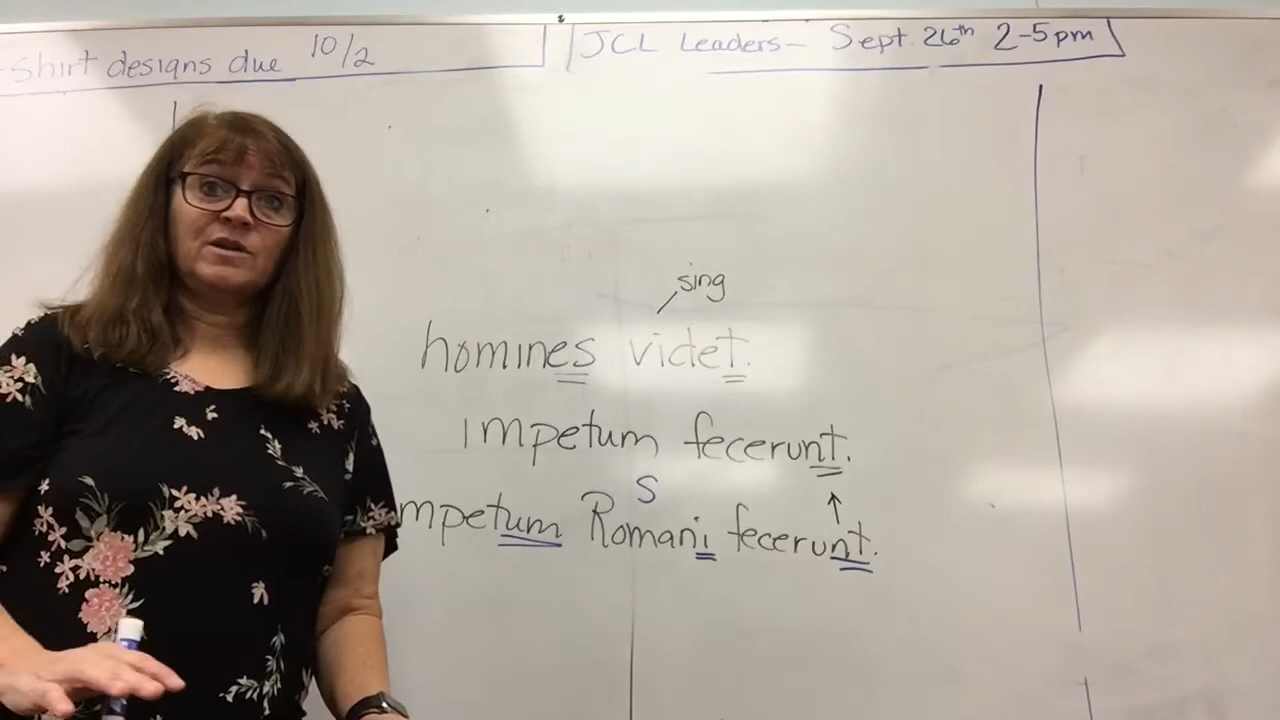 Shirt designs due 10/2
JCL Leaders- Sept. 26th 2-5pm
sing
homines videt.
impetum fecerunt.
S
mpetum Romani fecerunt.